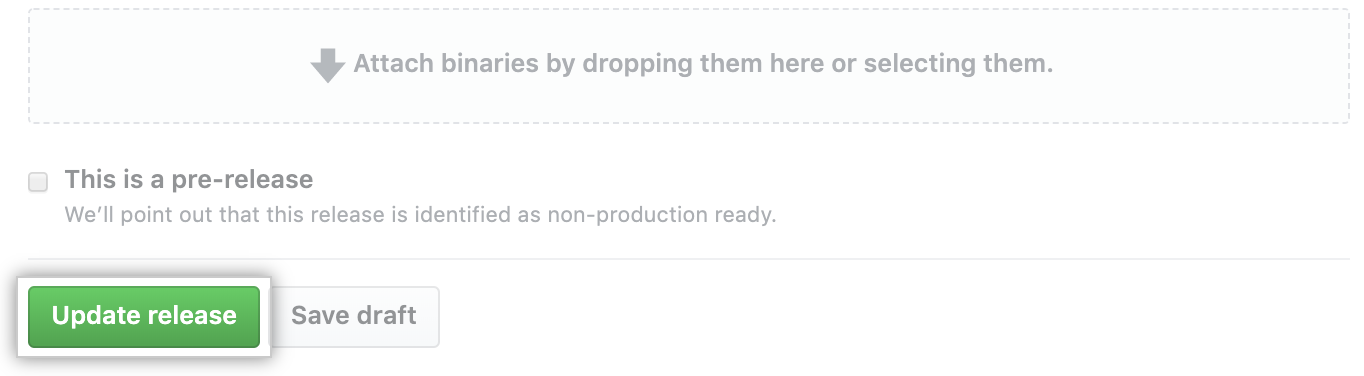 Attach binaries by dropping them here or selecting them.
This is a pre-release
We’ll point out that this release is identified as non-production ready.
Update release
Save draft